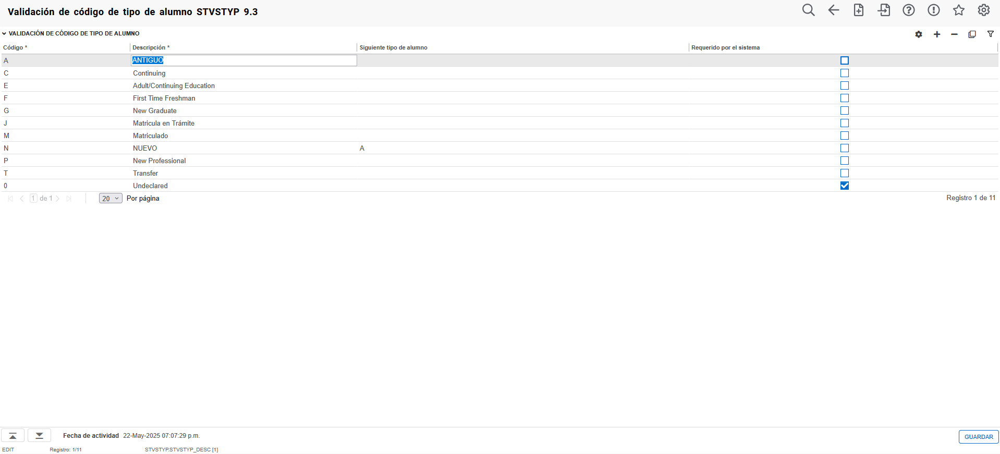 Validación de código de tipo de alumno STVSTYP 9.3
VALIDACIÓN DE CÓDIGO DE TIPO DE ALUMNO
Código * Descripción * Siguiente tipo de alumno Requerido por el sistema
A ANTIGUO
C Continuing
E Adult/Continuing Education
F First Time Freshman
G New Graduate
J Matricula en Trámite
M Matriculado
N NUEVO A
P New Professional
T Transfer
0 Undeclared
1 de 1 20 Por página Registro 1 de 11
Fecha de actividad 22-May-2025 07:07:29 p.m. GUARDAR
EDIT Registro: 1/11 STVSTYP.STVSTYP_DESC [1]